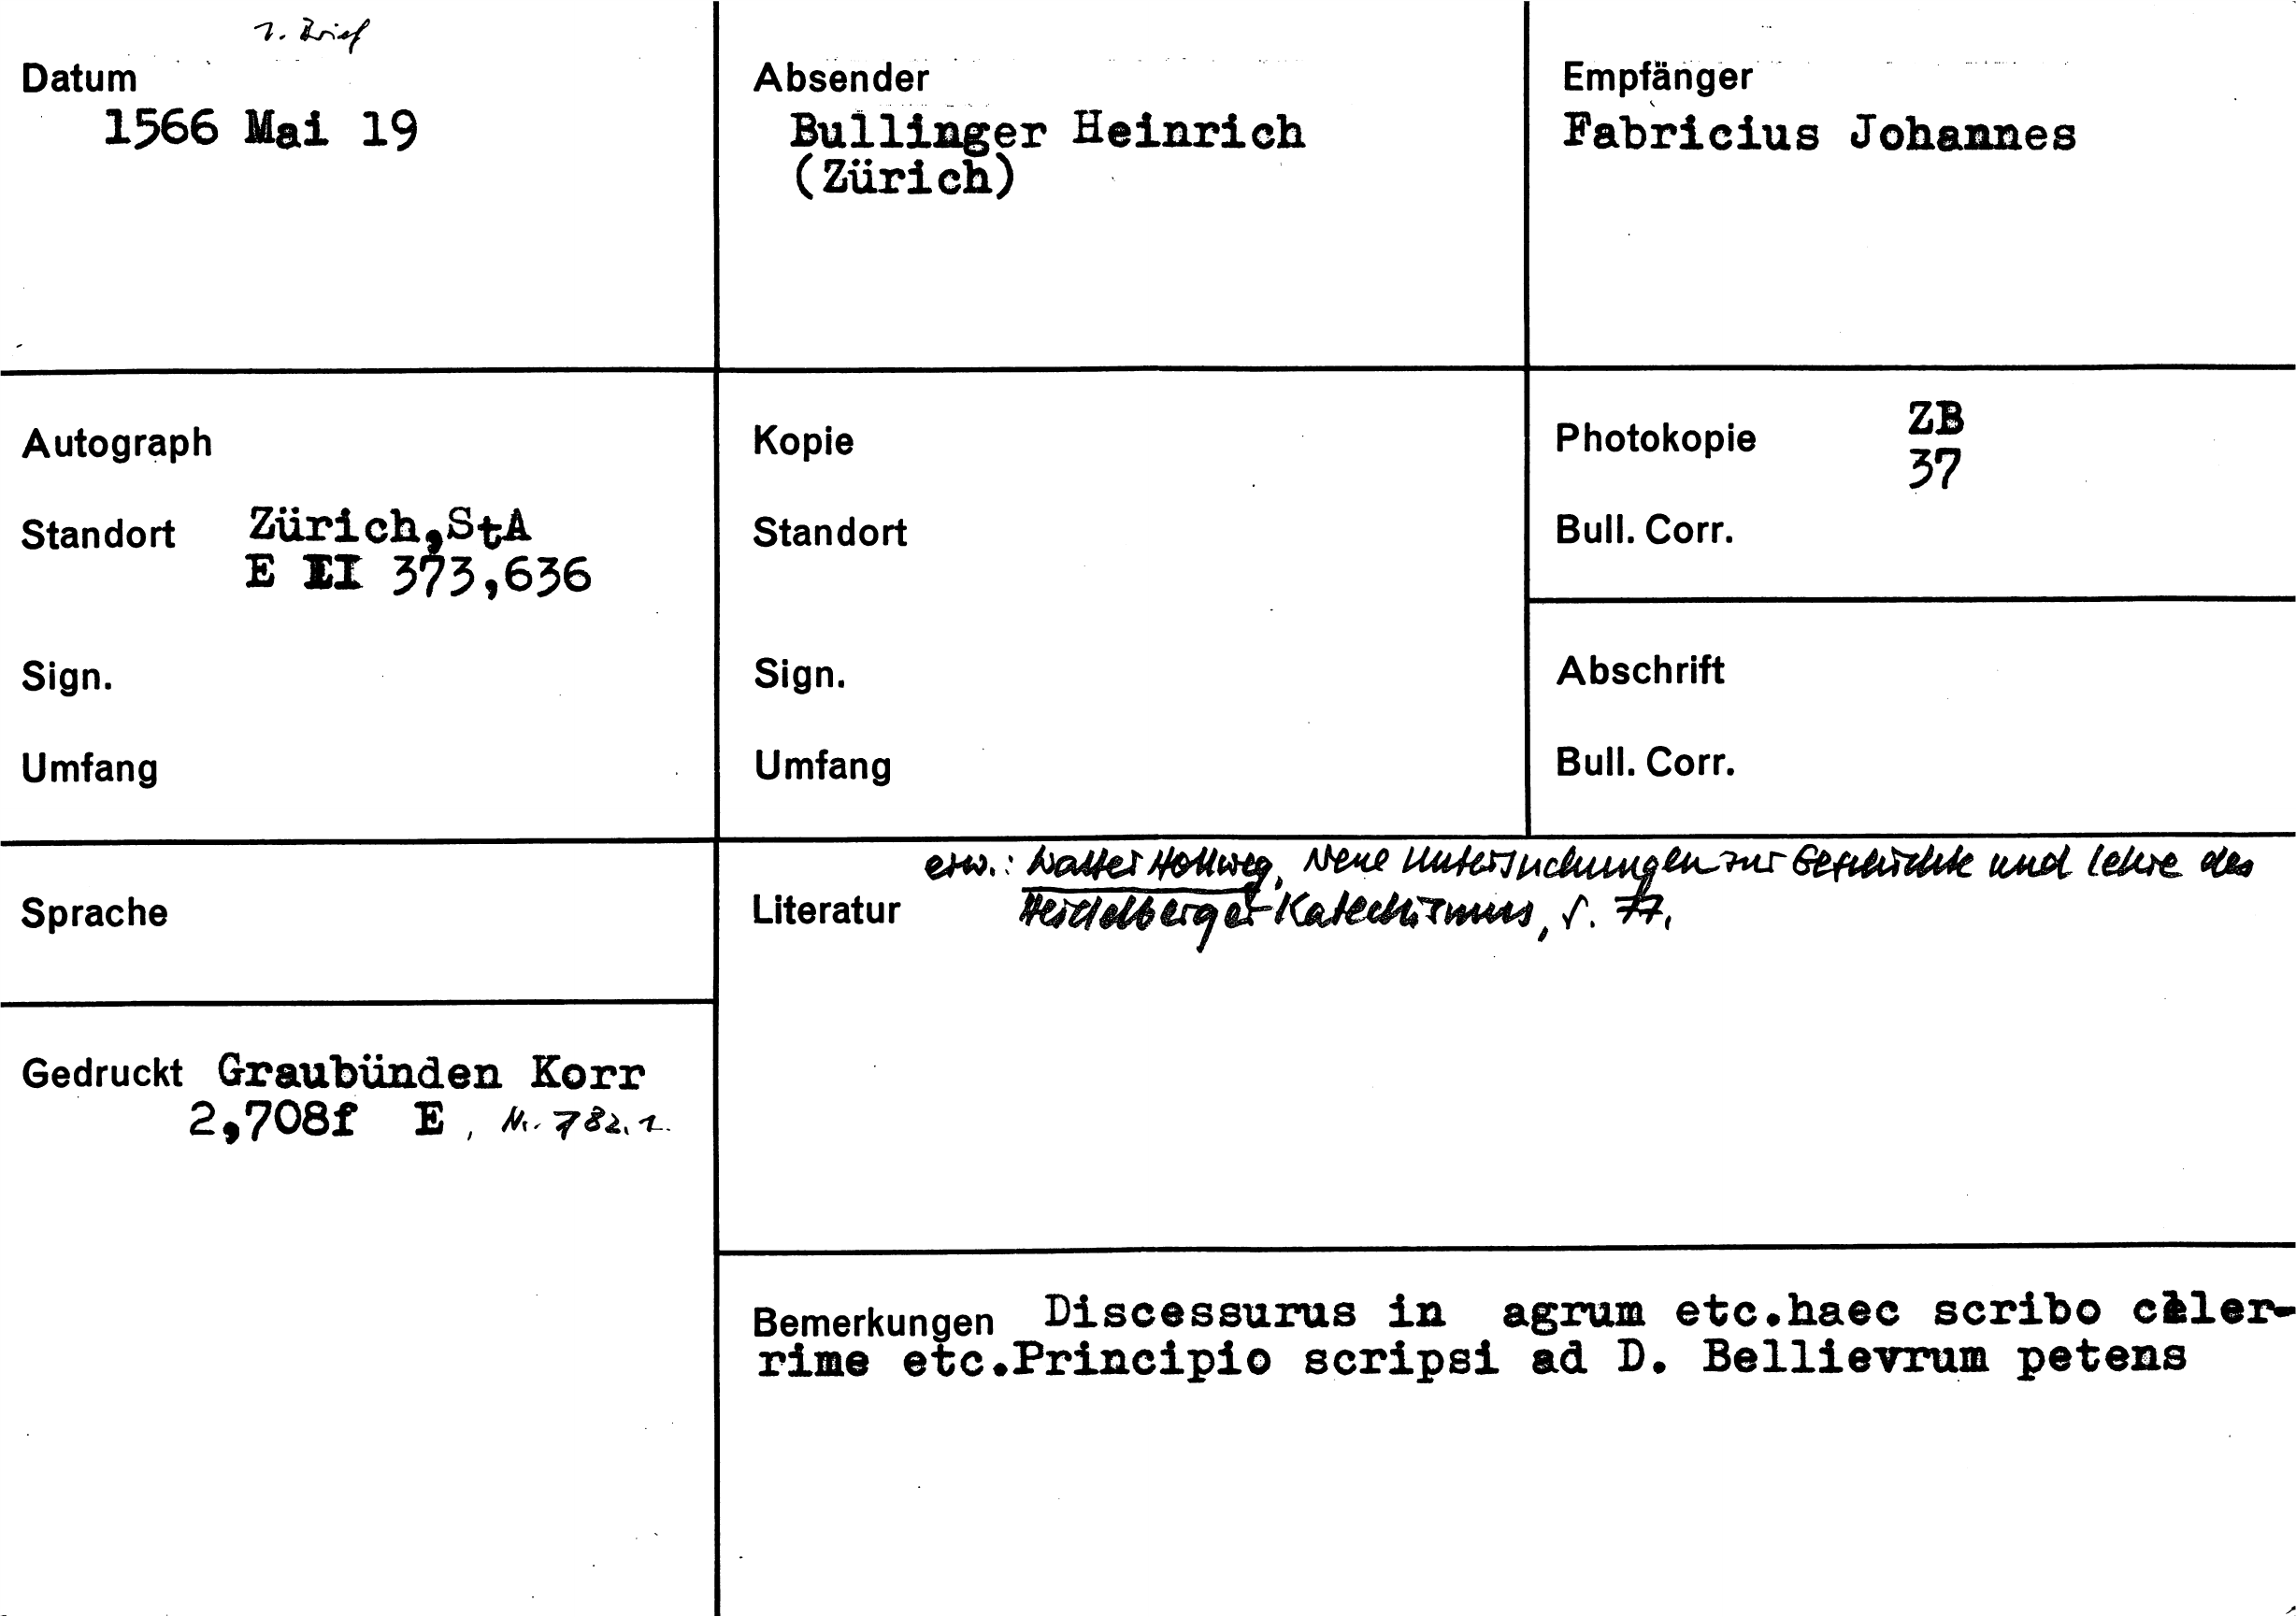 1. Brief
Datum
1566 Mai 19
Absender
Bullinger Heinrich
(Zürich)
Empfänger
Fabricius Johannes
Autograph
Standort Zürich,StA
E II 373,636
Sign.
Umfang
Kopie
Standort
Sign.
Umfang
Photokopie ZB
37
Bull. Corr.
Abschrift
Bull. Corr.
Sprache
Gedruckt Graubünden Korr
2,708f E, Nr. 782.1.
erw.: Walter Hollweg, Neue Untersuchungen zur Geschichte und Lehre des
Literatur Heidelberger Katechismus, S. 77.
Bemerkungen Discessurus in agrum etc.haec scribo celer-
rime etc.Principio scripsi ad D. Bellievrum petens